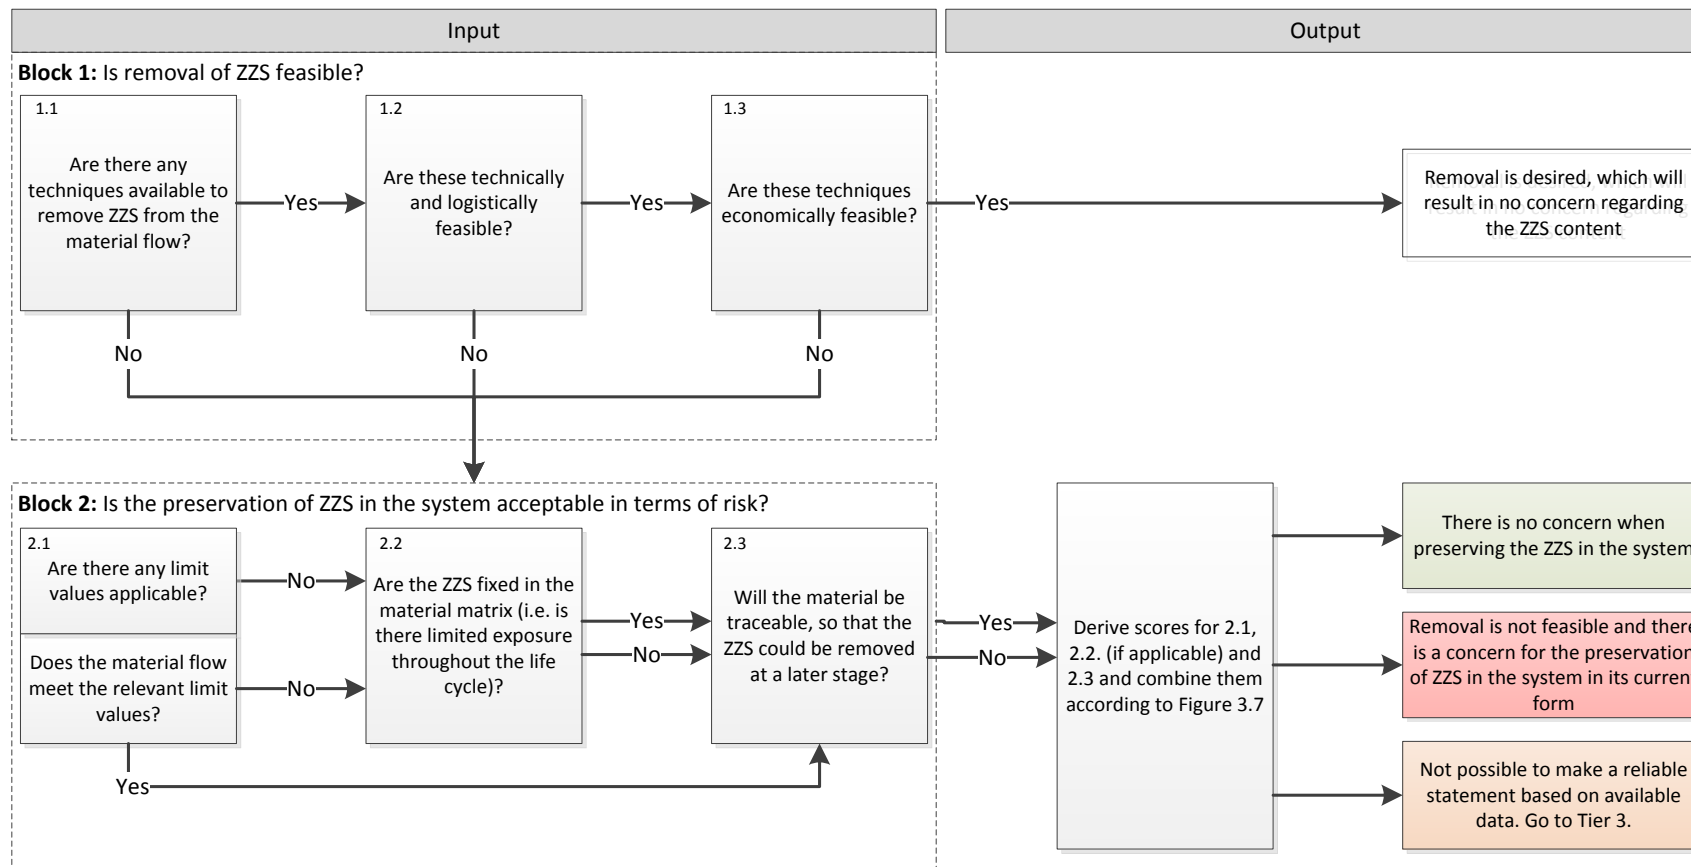 Input
Output
Block 1: Is removal of ZZS feasible?
1.1
Are there any
techniques available to
remove ZZS from the
material flow?
Yes
1.2
Are these technically
and logistically
feasible?
Yes
1.3
Are these techniques
economically feasible?
Yes
Removal is desired, which will
result in no concern regarding
the ZZS content
No
No
No
Block 2: Is the preservation of ZZS in the system acceptable in terms of risk?
2.1
Are there any limit
values applicable?
No
Does the material flow
meet the relevant limit
values?
No
Yes
2.2
Are the ZZS fixed in the
material matrix (i.e. is
there limited exposure
throughout the life
cycle)?
Yes
No
2.3
Will the material be
traceable, so that the
ZZS could be removed
at a later stage?
Yes
No
Derive scores for 2.1,
2.2. (if applicable) and
2.3 and combine them
according to Figure 3.7
There is no concern when
preserving the ZZS in the system
Removal is not feasible and there
is a concern for the preservation
of ZZS in the system in its current
form
Not possible to make a reliable
statement based on available
data. Go to Tier 3.